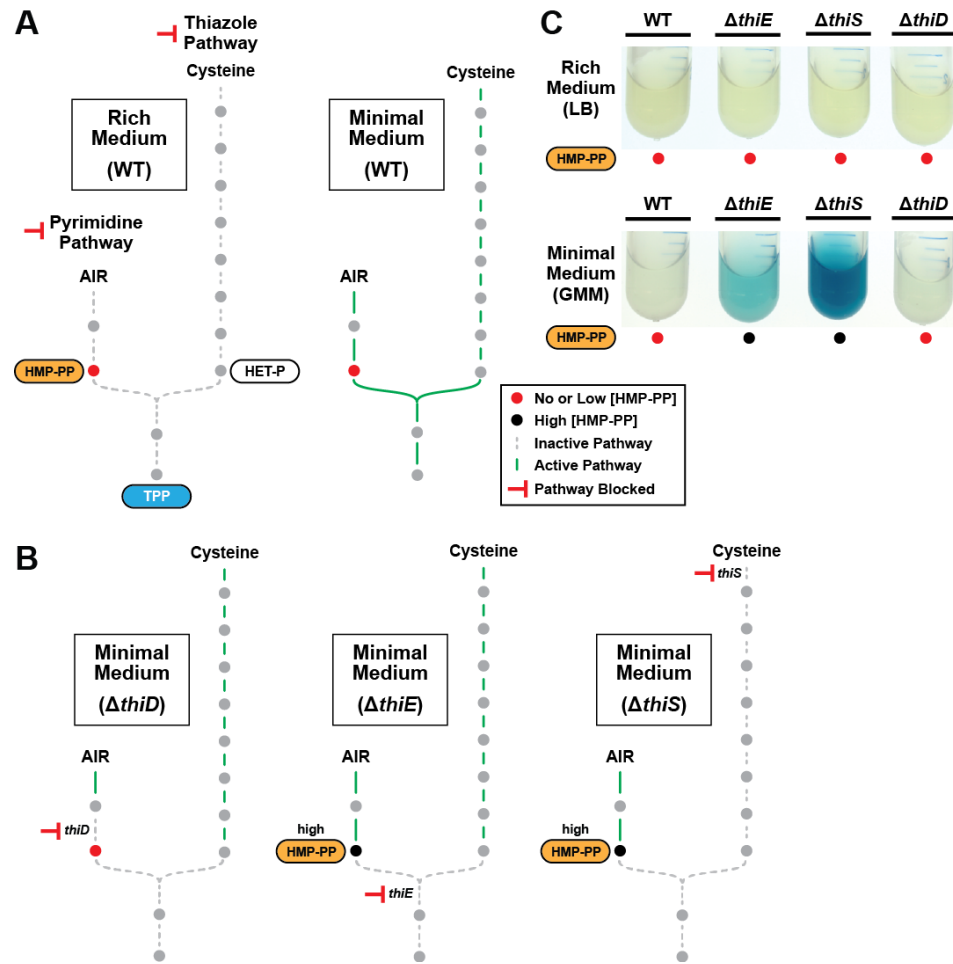 A
Thiazole
Pathway
Cysteine
Rich
Medium
(WT)
Pyrimidine
Pathway
AIR
HMP-PP
HET-P
TPP
Cysteine
Minimal
Medium
(WT)
AIR
No or Low [HMP-PP]
High [HMP-PP]
Inactive Pathway
Active Pathway
Pathway Blocked
C
WT ΔthiE ΔthiS ΔthiD
Rich
Medium
(LB)
HMP-PP
WT ΔthiE ΔthiS ΔthiD
Minimal
Medium
(GMM)
HMP-PP
B
Cysteine
Minimal
Medium
(ΔthiD)
AIR
thiD
Cysteine
Minimal
Medium
(ΔthiE)
AIR
high
HMP-PP
thiE
Cysteine
thiS
Minimal
Medium
(ΔthiS)
AIR
high
HMP-PP